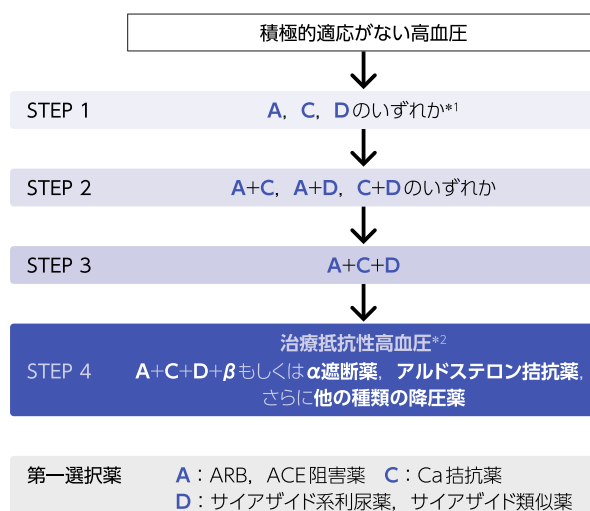 積極的適応がない高血圧
STEP 1 A, C, Dのいずれか*1
STEP 2 A+C, A+D, C+Dのいずれか
STEP 3 A+C+D
治療抵抗性高血圧*2
STEP 4 A+C+D+βもしくはα遮断薬, アルドステロン拮抗薬,
さらに他の種類の降圧薬
第一選択薬 A：ARB, ACE阻害薬 C：Ca拮抗薬
D：サイアザイド系利尿薬, サイアザイド類似薬